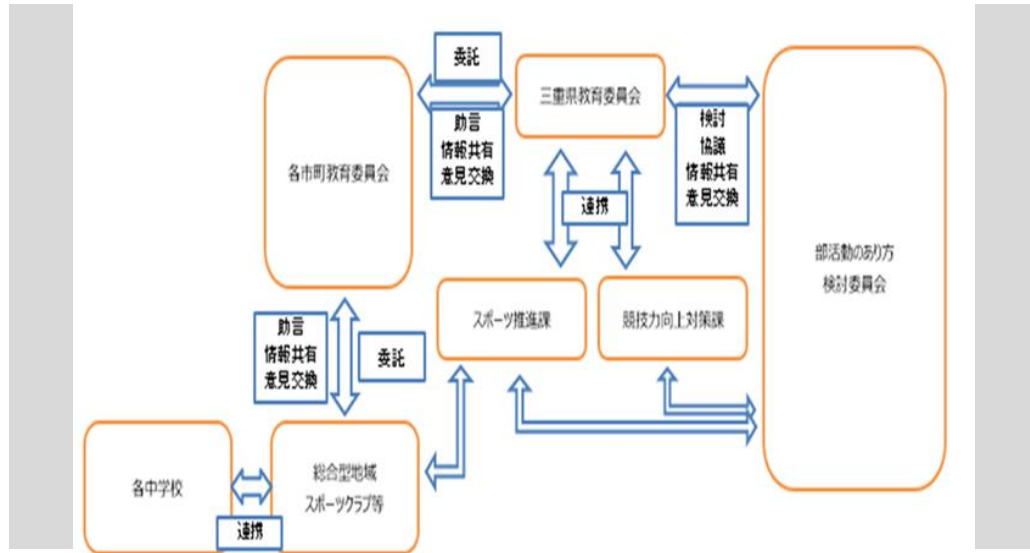 委託
三重県教育委員会
各市町教育委員会
助言
情報共有
意見交換
検討
協議
情報共有
意見交換
連携
部活動のあり方
検討委員会
スポーツ推進課
競技力向上対策課
助言
情報共有
意見交換
委託
各中学校
総合型地域
スポーツクラブ等
連携